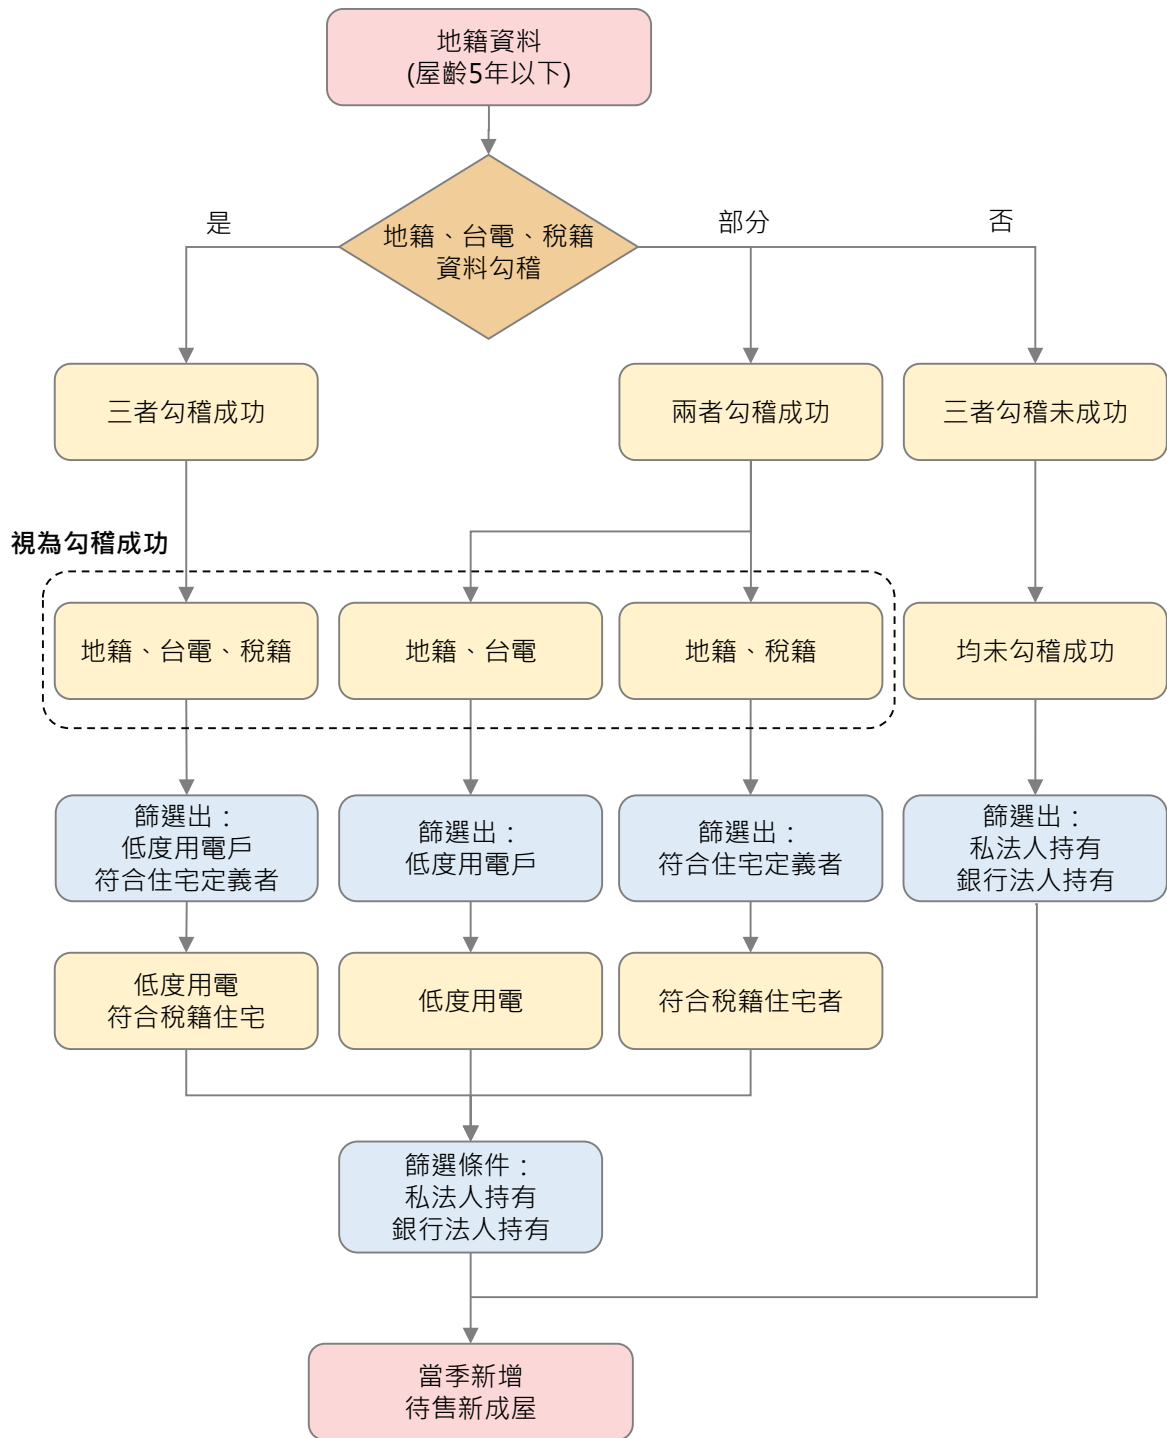 地籍資料
(屋齡5年以下)
地籍、台電、稅籍
資料勾稽
是
部分
否
三者勾稽成功
兩者勾稽成功
三者勾稽未成功
視為勾稽成功
地籍、台電、稅籍
地籍、台電
地籍、稅籍
均未勾稽成功
篩選出：
低度用電戶
符合住宅定義者
篩選出：
低度用電戶
篩選出：
符合住宅定義者
篩選出：
私法人持有
銀行法人持有
低度用電
符合稅籍住宅
低度用電
符合稅籍住宅者
篩選條件：
私法人持有
銀行法人持有
當季新增
待售新成屋